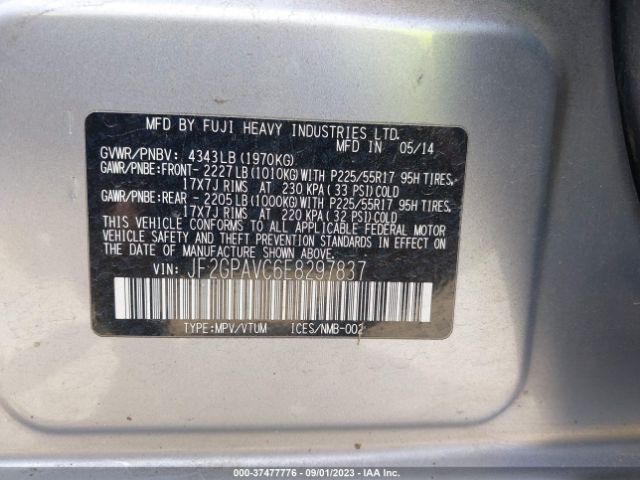 MFD BY FUJI HEAVY INDUSTRIES LTD.
MFD IN 05/14
GVWR/PNBV: 4343LB(1970KG)
GAWR/PNBE:FRONT- 2227LB(1010KG)WITH P225/55R17 95H TIRES,
17X7J RIMS AT 230 KPA(33 PSI)COLD
GAWR/PNBE:REAR - 2205LB(1000KG)WITH P225/55R17 95H TIRES,
17X7J RIMS AT 220 KPA(32 PSI)COLD
THIS VEHICLE CONFORMS TO ALL APPLICABLE FEDERAL MOTOR
VEHICLE SAFETY AND THEFT PREVENTION STANDARDS IN EFFECT ON
THE DATE OF MANUFACTURE SHOWN ABOVE.
VIN: JF2GPAVC6E8297837
TYPE:MPV/VTUM ICES/NMB-002
000-37477776 - 09/01/2023 - IAA Inc.